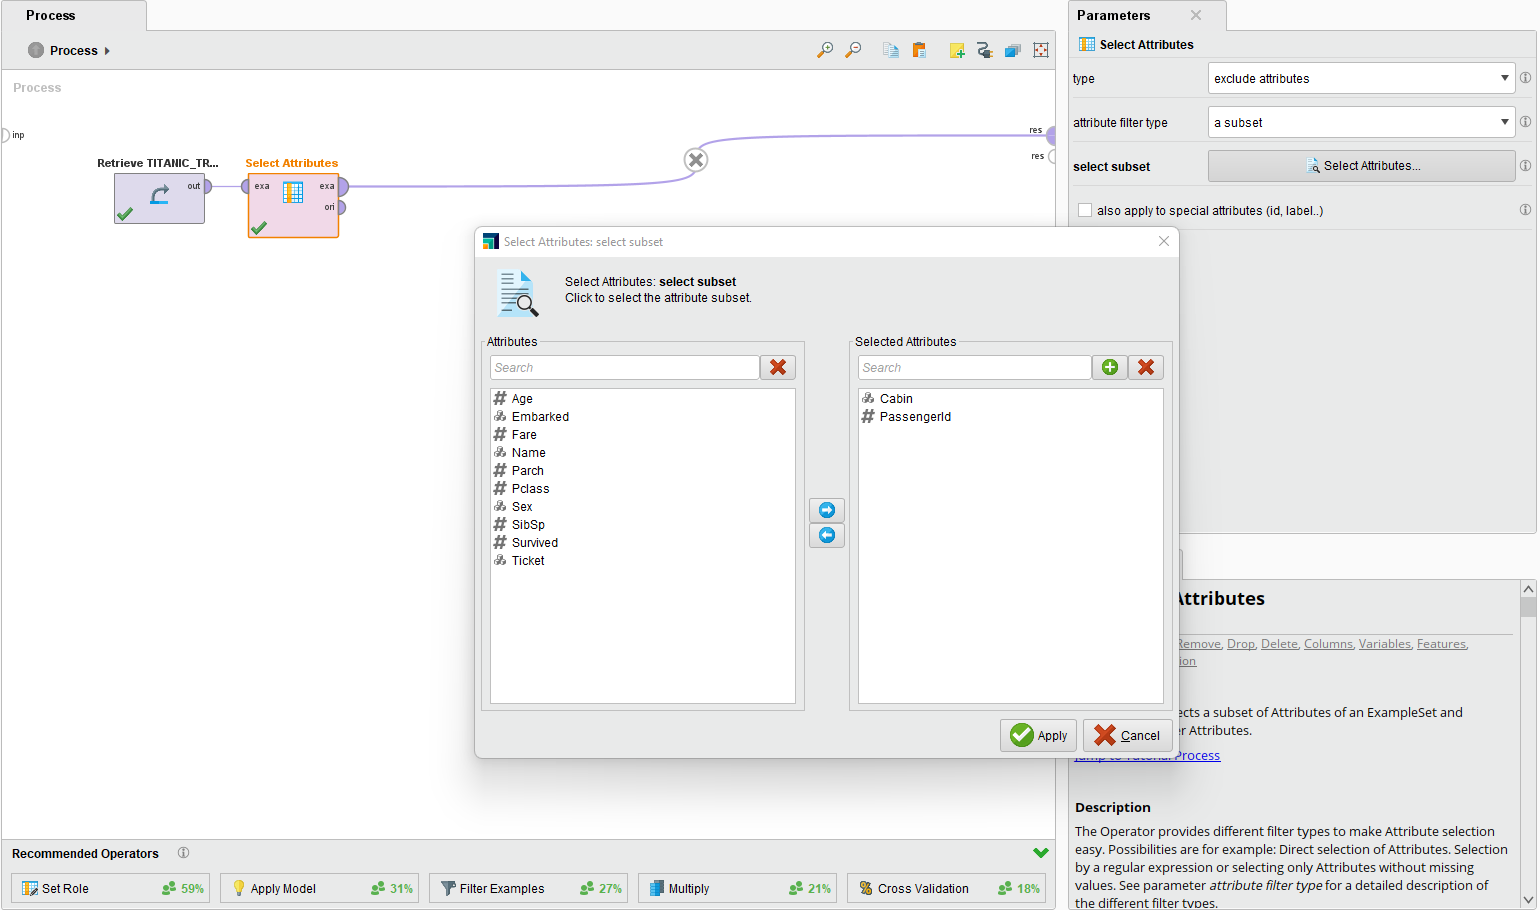 Process
Process
Process
inp
Retrieve TITANIC_TR...
out
Select Attributes
exa
exa
ori
res
res
Parameters
Select Attributes
type
exclude attributes
attribute filter type
a subset
select subset
Select Attributes...
also apply to special attributes (id, label..)
Select Attributes: select subset
Select Attributes: select subset
Click to select the attribute subset.
Attributes
Search
Age
Embarked
Fare
Name
Parch
Pclass
Sex
SibSp
Survived
Ticket
Selected Attributes
Search
Cabin
PassengerId
Apply
Cancel
Attributes
Remove, Drop, Delete, Columns, Variables, Features,
ion
ects a subset of Attributes of an ExampleSet and
r Attributes.
Jump to Tutorial Process
Description
The Operator provides different filter types to make Attribute selection
easy. Possibilities are for example: Direct selection of Attributes. Selection
by a regular expression or selecting only Attributes without missing
values. See parameter attribute filter type for a detailed description of
the different filter types.
Recommended Operators
Set Role 59%
Apply Model 31%
Filter Examples 27%
Multiply 21%
Cross Validation 18%